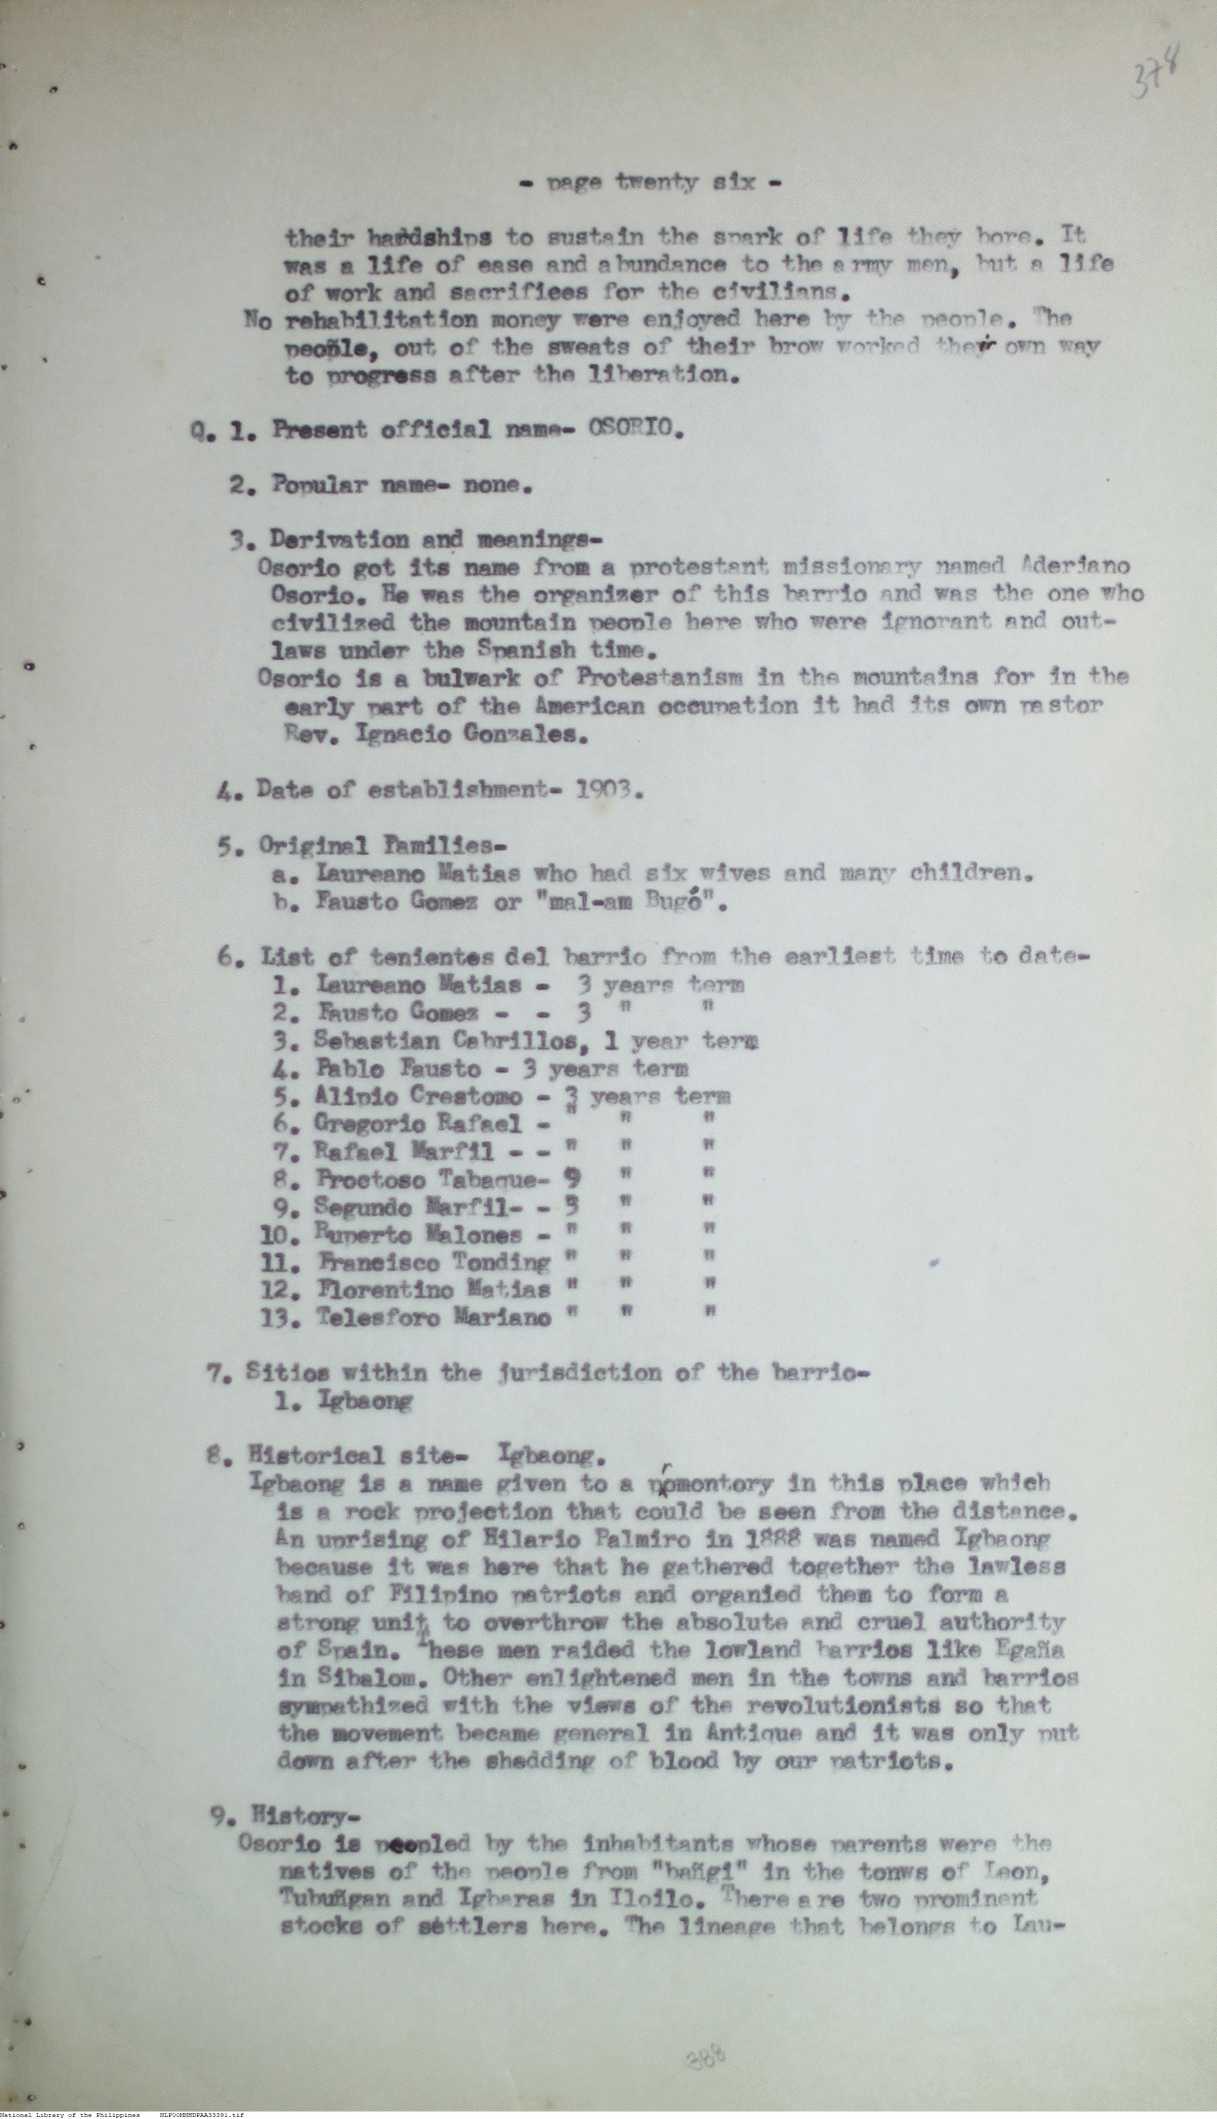 378
- page twenty six -
their hardships to sustain the spark of life they bore. It
was a life of ease and abundance to the army men, but a life
of work and sacrifices for the civilians.
No rehabilitation money were enjoyed here by the people. The
people, out of the sweats of their brow worked their own way
to progress after the liberation.
Q. 1. Present official name- OSORIO.
2. Popular name- none.
3. Derivation and meanings-
Osorio got its name from a protestant missionary named Aderiano
Osorio. He was the organizer of this barrio and was the one who
civilized the mountain people here who were ignorant and out-
laws under the Spanish time.
Osorio is a bulwark of Protestanism in the mountains for in the
early part of the American occupation it had its own pastor
Rev. Ignacio Gonzales.
4. Date of establishment- 1903.
5. Original Families-
a. Laureano Matias who had six wives and many children.
b. Fausto Gomez or "mal-am Bugô".
6. List of tenientes del barrio from the earliest time to date-
1. Laureano Matias - 3 years term
2. Fausto Gomez - - 3 " "
3. Sebastian Cabrillos, 1 year term
4. Pablo Fausto - 3 years term
5. Alipio Crestomo - 3 years term
6. Gregorio Rafael - " " "
7. Rafael Marfil - - " " "
8. Proctoso Tabaque- 9 " "
9. Segundo Marfil- - 3 " "
10. Ruperto Malones - " " "
11. Francisco Tonding " " "
12. Florentino Matias " " "
13. Telesforo Mariano " " "
7. Sitios within the jurisdiction of the barrio-
1. Igbaong
8. Historical site- Igbaong.
Igbaong is a name given to a promontory in this place which
is a rock projection that could be seen from the distance.
An uprising of Hilario Palmiro in 1888 was named Igbaong
because it was here that he gathered together the lawless
band of Filipino patriots and organied them to form a
strong unit to overthrow the absolute and cruel authority
of Spain. These men raided the lowland barrios like Egaña
in Sibalom. Other enlightened men in the towns and barrios
sympathized with the views of the revolutionists so that
the movement became general in Antique and it was only put
down after the shedding of blood by our patriots.
9. History-
Osorio is peopled by the inhabitants whose parents were the
natives of the people from "bañgi" in the tonws of Leon,
Tubuñgan and Igbaras in Iloilo. There are two prominent
stocks of settlers here. The lineage that belongs to Lau-
388
National Library of the Philippines NLPOOMNMDPAA33391.tif